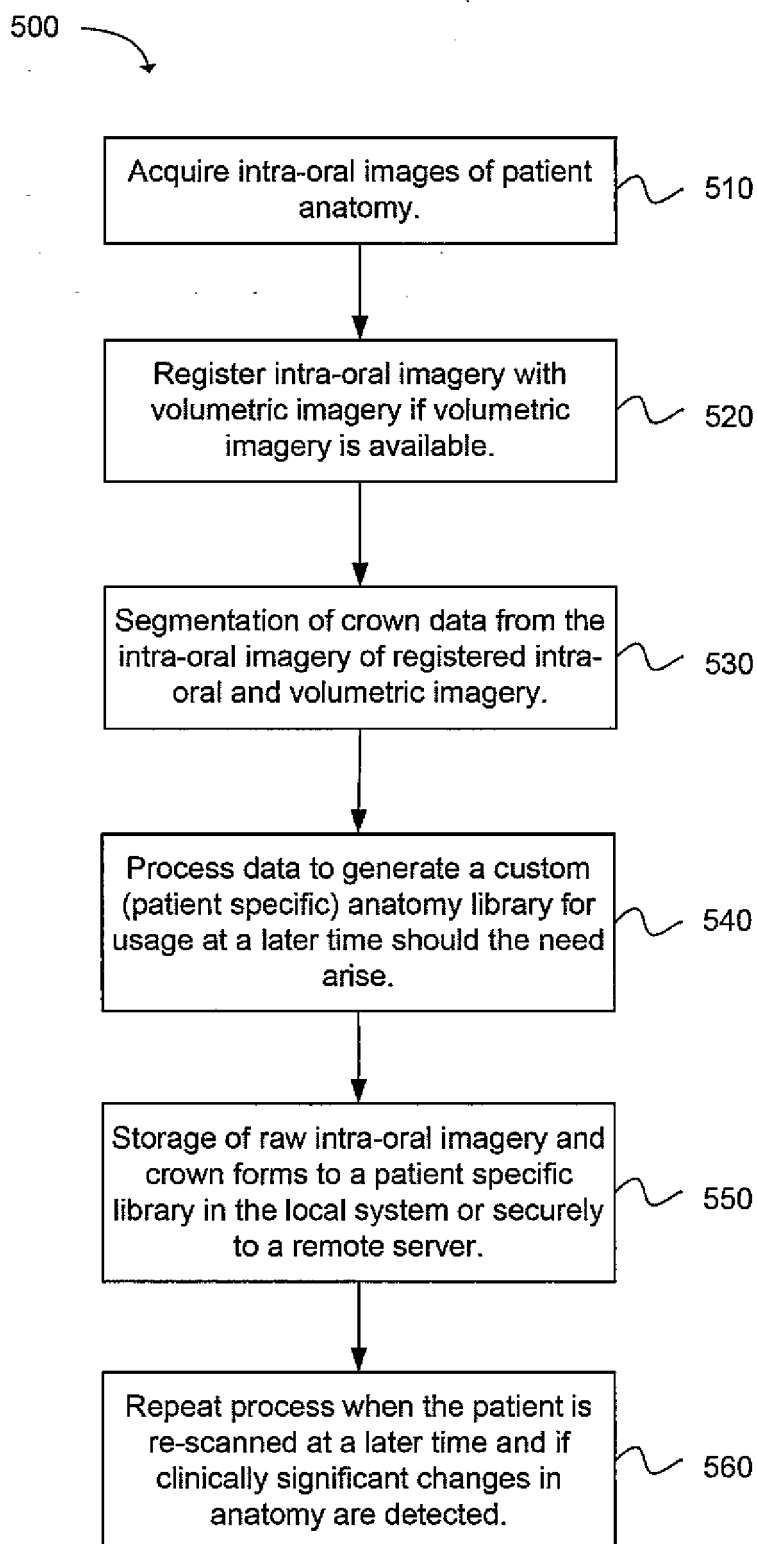 500
Acquire intra-oral images of patient
anatomy.
510
Register intra-oral imagery with
volumetric imagery if volumetric
imagery is available.
520
Segmentation of crown data from the
intra-oral imagery of registered intra-
oral and volumetric imagery.
530
Process data to generate a custom
(patient specific) anatomy library for
usage at a later time should the need
arise.
540
Storage of raw intra-oral imagery and
crown forms to a patient specific
library in the local system or securely
to a remote server.
550
Repeat process when the patient is
re-scanned at a later time and if
clinically significant changes in
anatomy are detected.
560